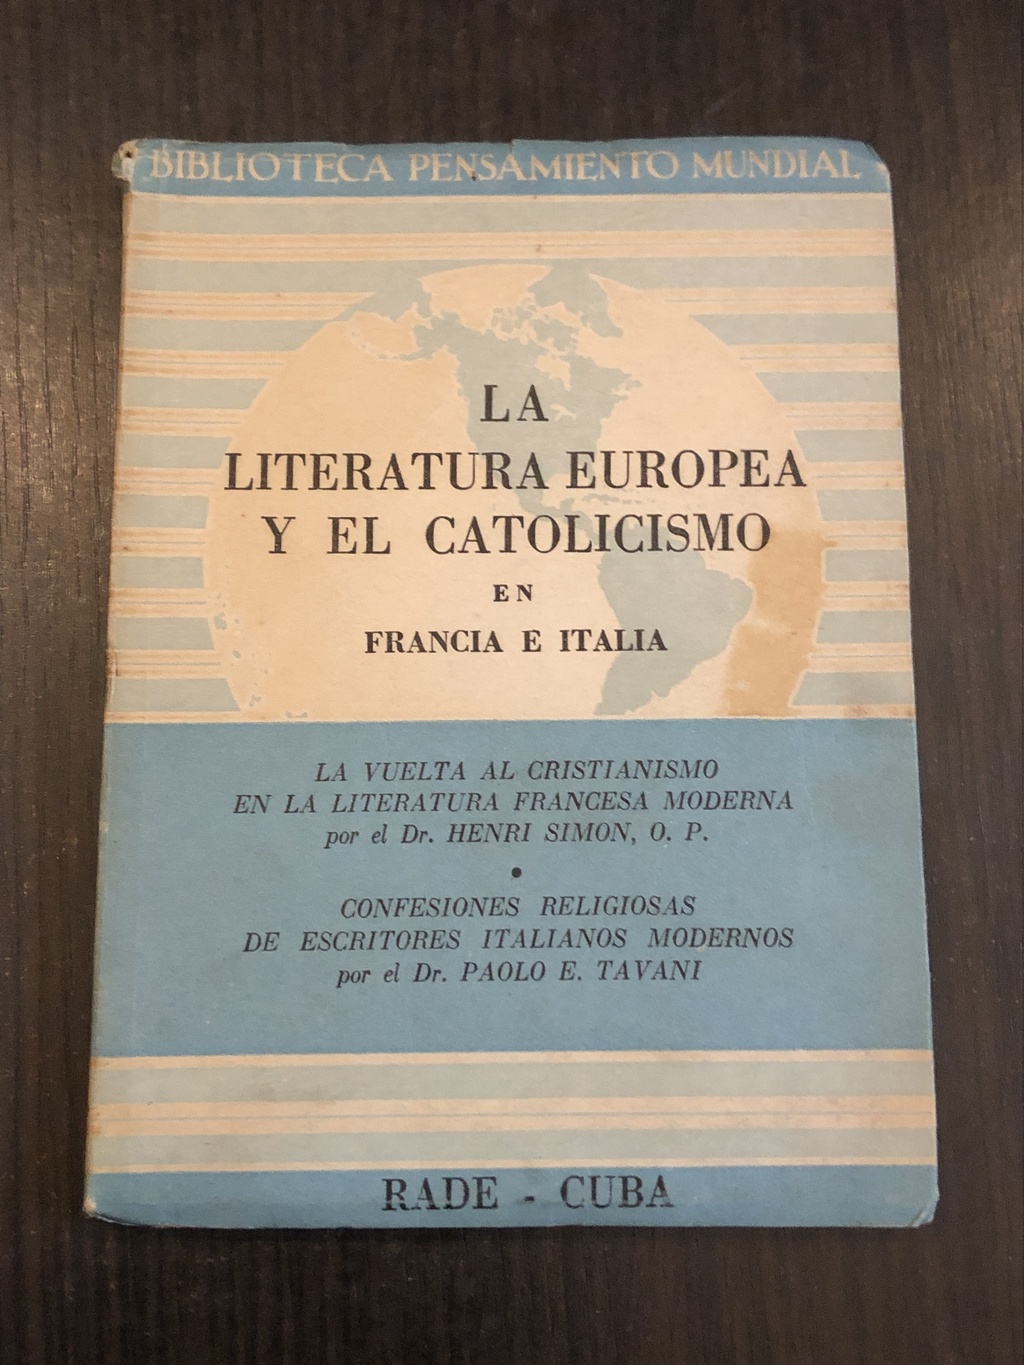 BIBLIOTECA PENSAMIENTO MUNDIAL
LA
LITERATURA EUROPEA
Y EL CATOLICISMO
EN
FRANCIA E ITALIA
LA VUELTA AL CRISTIANISMO
EN LA LITERATURA FRANCESA MODERNA
por el Dr. HENRI SIMON, O. P.
•
CONFESIONES RELIGIOSAS
DE ESCRITORES ITALIANOS MODERNOS
por el Dr. PAOLO E. TAVANI
RADE - CUBA